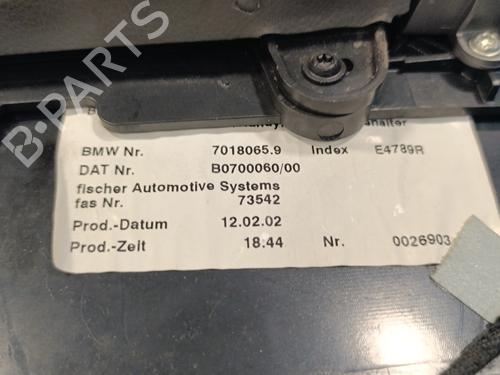 BMW Nr. 7018065.9 Index E4789R
DAT Nr. B0700060/00
fischer Automotive Systems
fas Nr. 73542
Prod.-Datum 12.02.02
Prod.-Zeit 18.44 Nr. 0026903